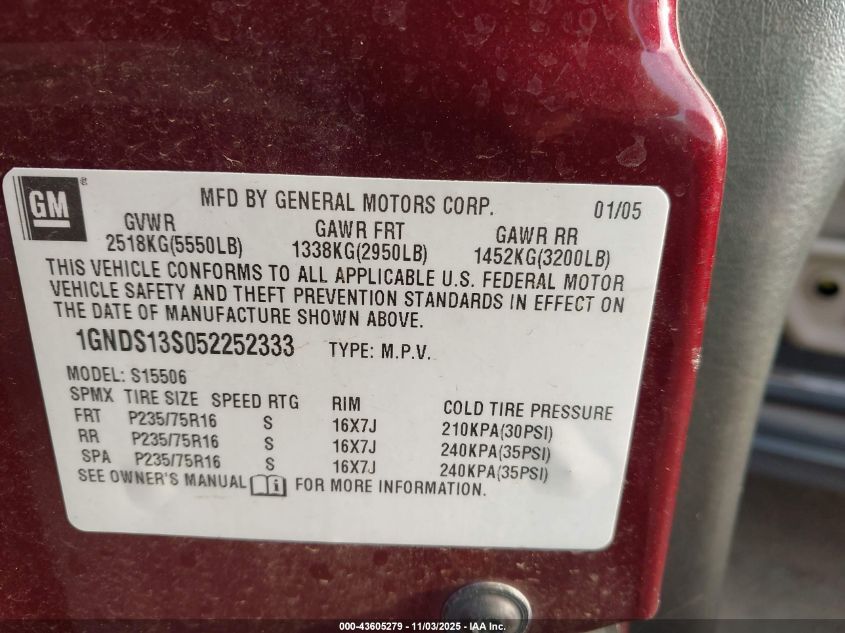 GM ®
MFD BY GENERAL MOTORS CORP. 01/05
GVWR GAWR FRT GAWR RR
2518KG(5550LB) 1338KG(2950LB) 1452KG(3200LB)
THIS VEHICLE CONFORMS TO ALL APPLICABLE U.S. FEDERAL MOTOR
VEHICLE SAFETY AND THEFT PREVENTION STANDARDS IN EFFECT ON
THE DATE OF MANUFACTURE SHOWN ABOVE.
1GNDS13S052252333 TYPE: M.P.V.
MODEL: S15506
SPMX TIRE SIZE SPEED RTG RIM COLD TIRE PRESSURE
FRT P235/75R16 S 16X7J 210KPA(30PSI)
RR P235/75R16 S 16X7J 240KPA(35PSI)
SPA P235/75R16 S 16X7J 240KPA(35PSI)
SEE OWNER'S MANUAL i FOR MORE INFORMATION.
000-43605279 - 11/03/2025 - IAA Inc.